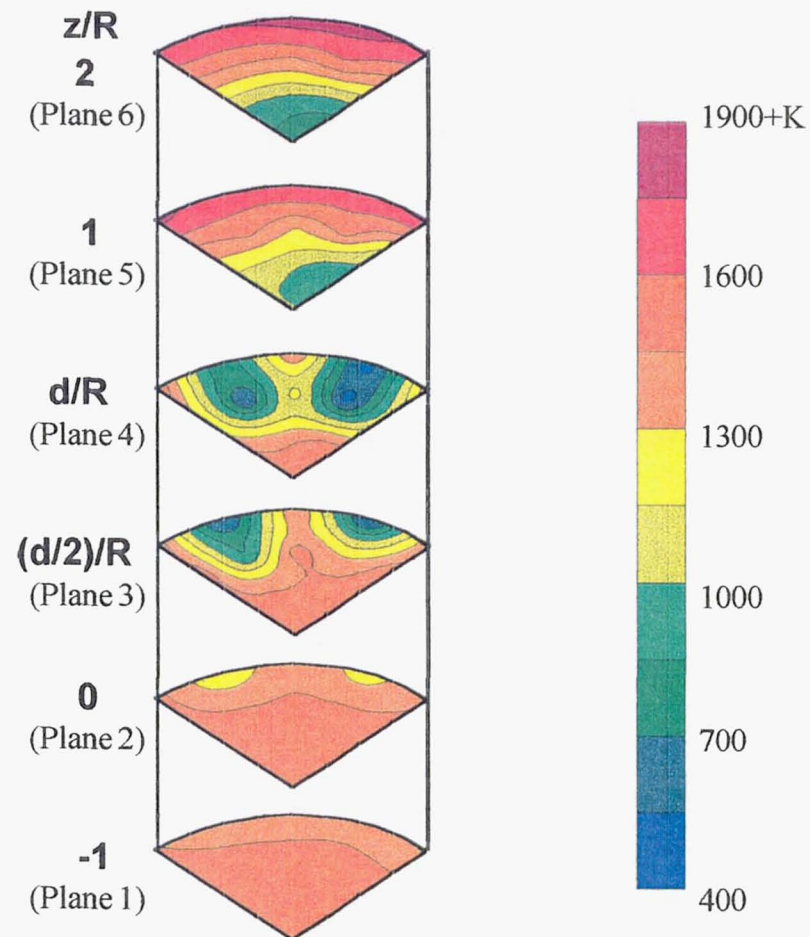 z/R
2
(Plane 6)
1
(Plane 5)
d/R
(Plane 4)
(d/2)/R
(Plane 3)
0
(Plane 2)
-1
(Plane 1)
1900+K
1600
1300
1000
700
400